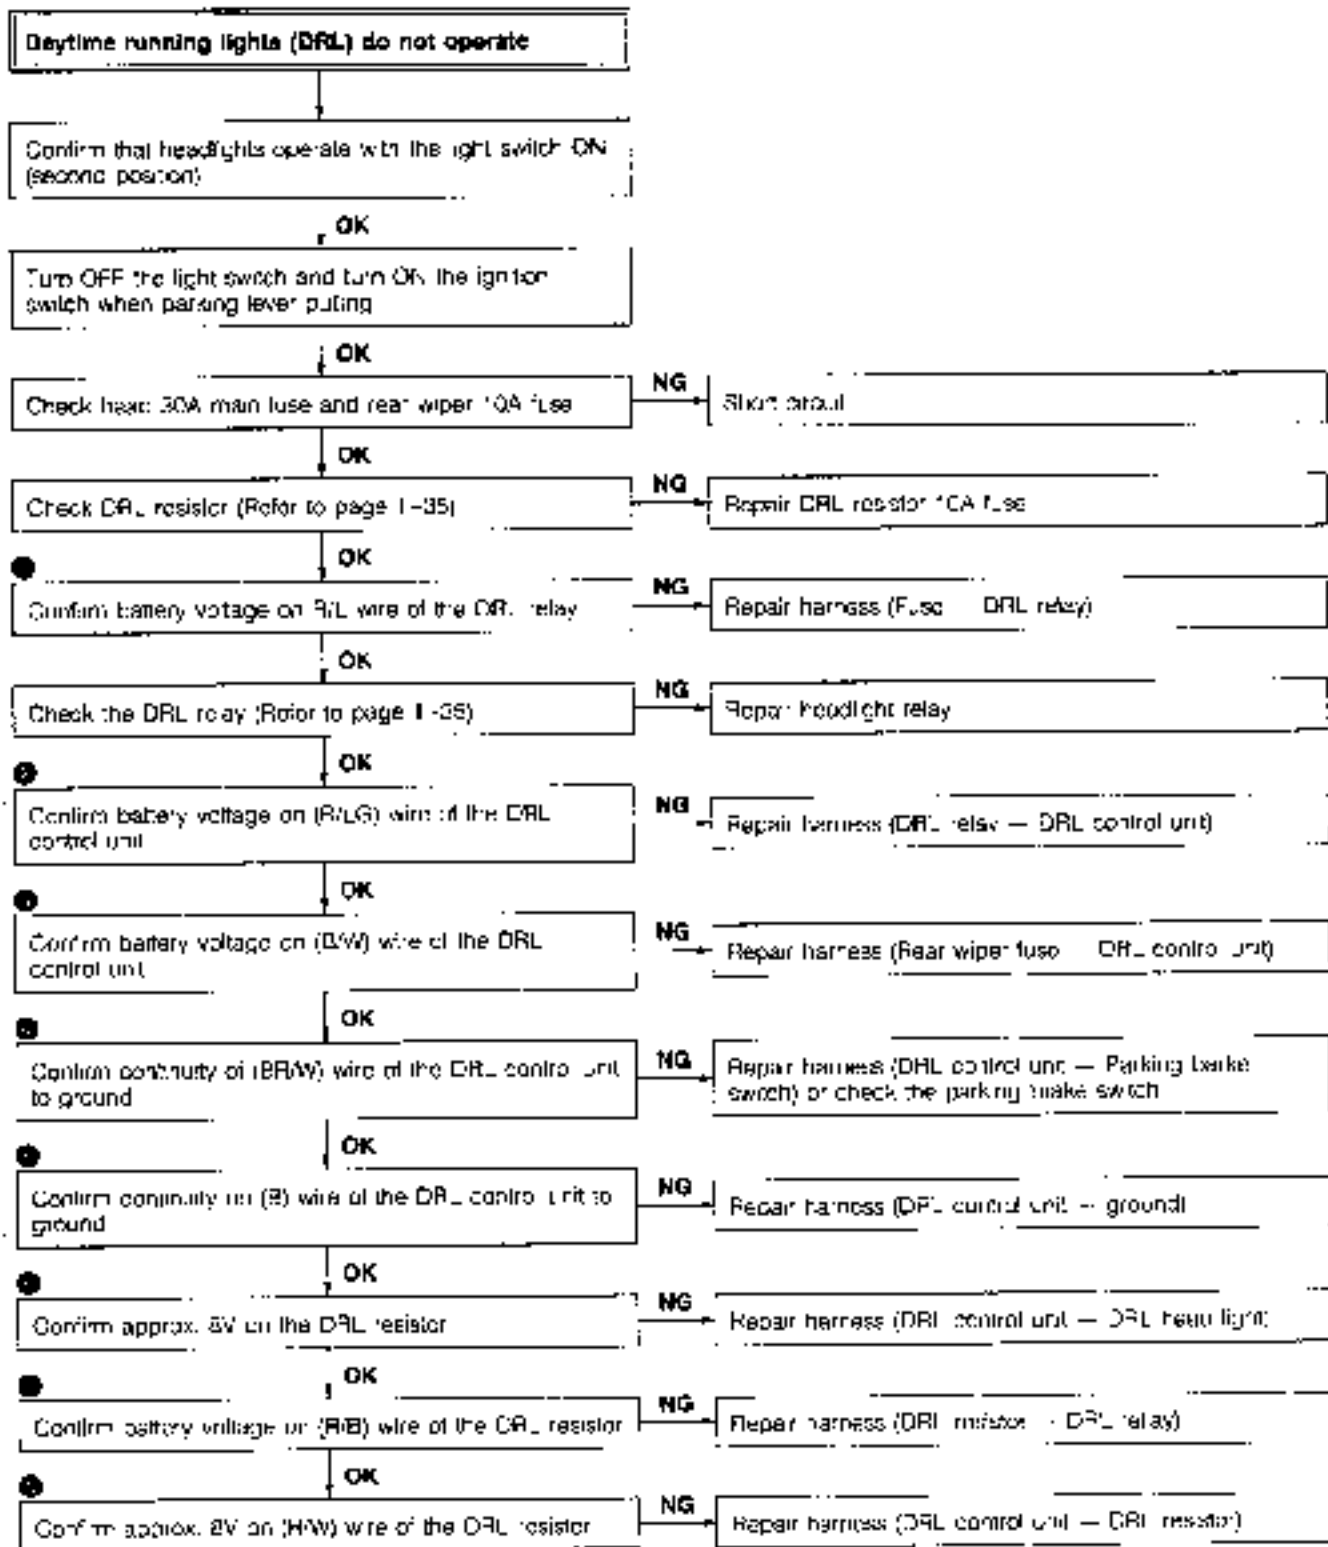 Daytime running lights (DRL) do not operate
Confirm that headlights operate with the light switch ON
(second position)
OK
Turn OFF the light switch and turn ON the ignition
switch when parking lever pulling
OK
Check head 30A main fuse and rear wiper 10A fuse
NG
Short circuit
OK
Check DRL resistor (Refer to page
NG
Repair DRL resistor 10A fuse
OK
Confirm battery votage on R/L wire of the DRL relay
NG
Repair harness (Fuse — DRL relay)
OK
Check the DRL relay (Refer to page
NG
Repair headlight relay
OK
Confirm battery voltage on (R/LG) wire of the DRL
control unit
NG
Repair harness (DRL relay — DRL control unit)
OK
Confirm battery voltage on wire of the DRL
control unit
NG
Repair harness (Rear wiper fuse — DRL control unit)
OK
Confirm continuity of (BR/W) wire of the DRL control unit
to ground
NG
Repair harness (DRL control unit — Parking barke
switch) or check the parking brake switch
OK
Confirm continuity on (B) wire of the DRL control unit to
ground
NG
Repair harness (DRL control unit — ground)
OK
Confirm approx. 8V on the DRL resistor
NG
Repair harness (DRL control unit — DRL head light)
OK
Confirm battery voltage on (R/B) wire of the DRL resistor
NG
Repair harness (DRL resistor — DRL rellay)
OK
Confirm approx. 8V on (R/W) wire of the DRL resistor
NG
Repair harness (DRL control unit — DRL resistor)